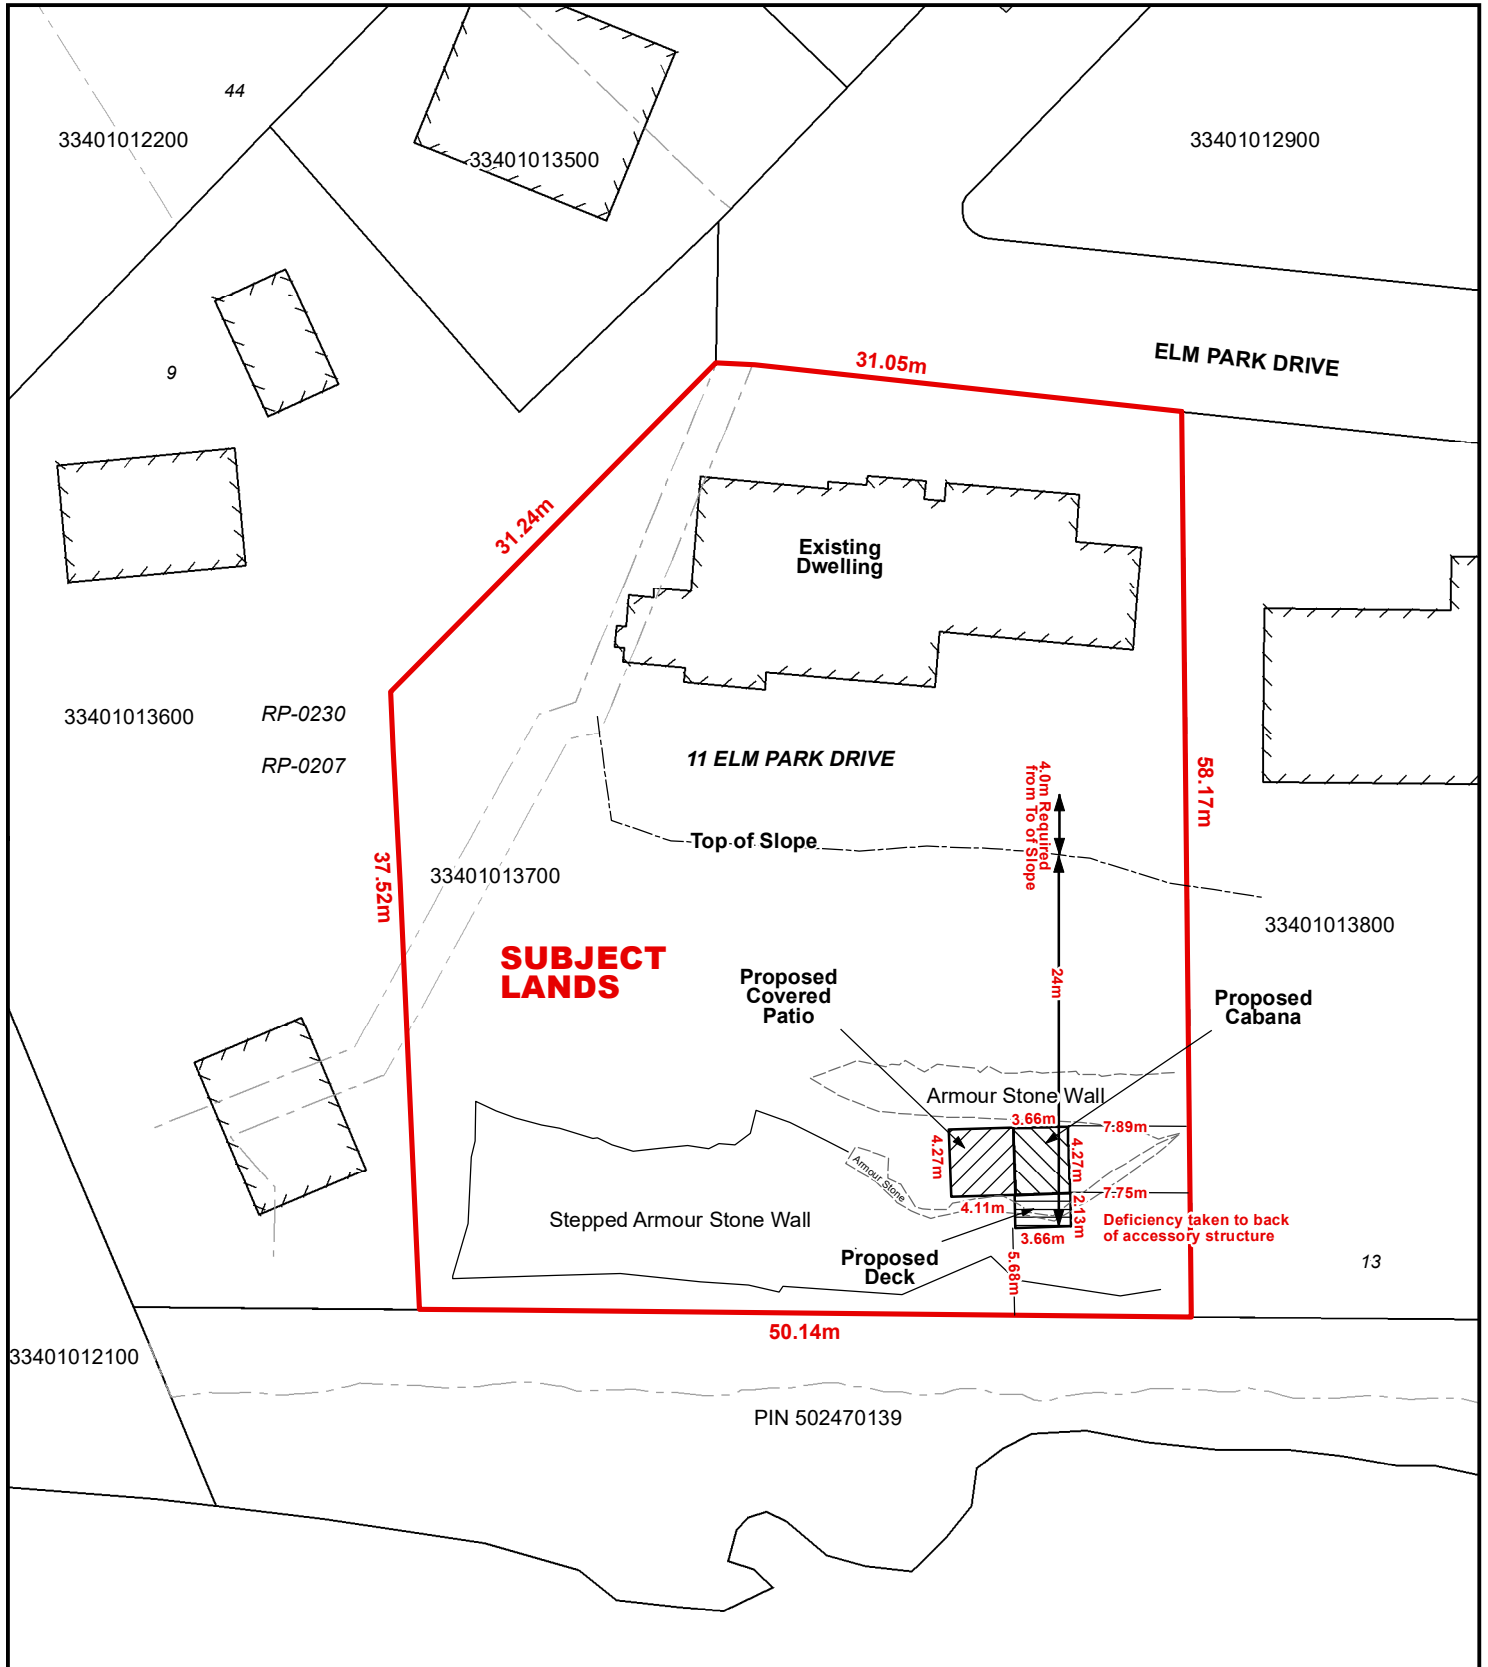 44
33401012200
33401013500
33401012900
ELM PARK DRIVE
31.05m
9
31.24m
Existing
Dwelling
33401013600
RP-0230
RP-0207
11 ELM PARK DRIVE
4.0m Required
from To of Slope
58.17m
Top of Slope
37.52m
33401013700
33401013800
SUBJECT
LANDS
Proposed
Covered
Patio
24m
Proposed
Cabana
Armour Stone Wall
3.66m
7.89m
4.27m
4.27m
Armour Stone
7.75m
4.11m
2.13m
Stepped Armour Stone Wall
Deficiency taken to back
of accessory structure
3.66m
Proposed
Deck
5.68m
13
50.14m
33401012100
PIN 502470139